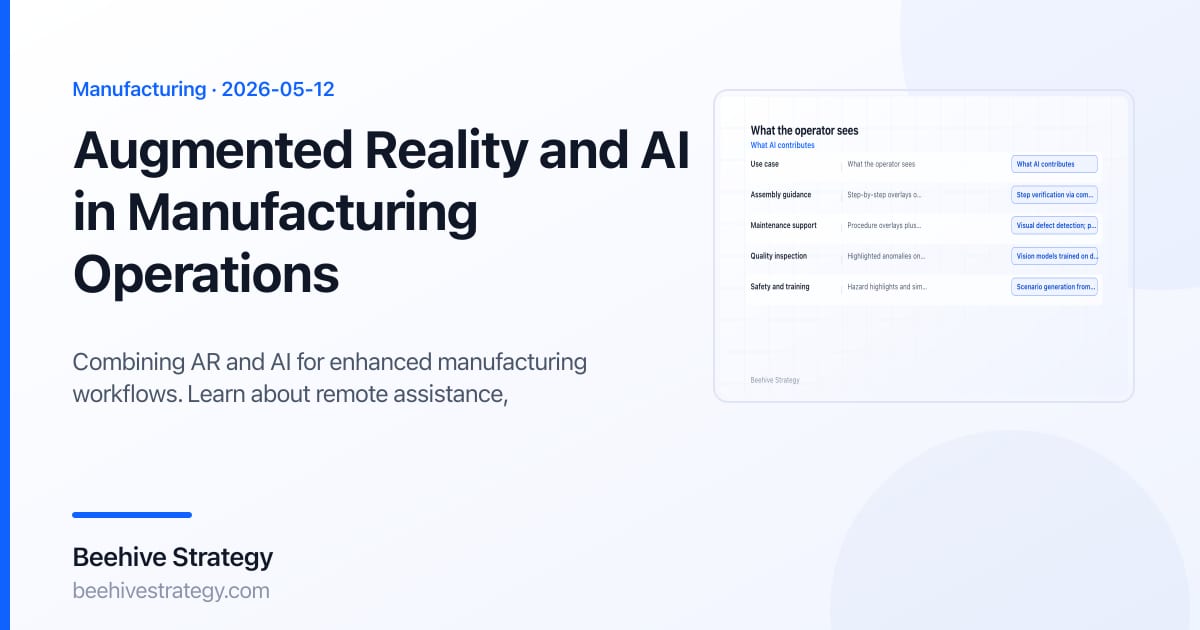 Manufacturing · 2026-05-12
Augmented Reality and AI
in Manufacturing
Operations
Combining AR and AI for enhanced manufacturing
workflows. Learn about remote assistance,
Beehive Strategy
beehivestrategy.com
What the operator sees
What AI contributes
Use case What the operator sees What AI contributes
Assembly guidance Step-by-step overlays o... Step verification via com...
Maintenance support Procedure overlays plus... Visual defect detection; p...
Quality inspection Highlighted anomalies on... Vision models trained on d...
Safety and training Hazard highlights and sim... Scenario generation from...
Beehive Strategy